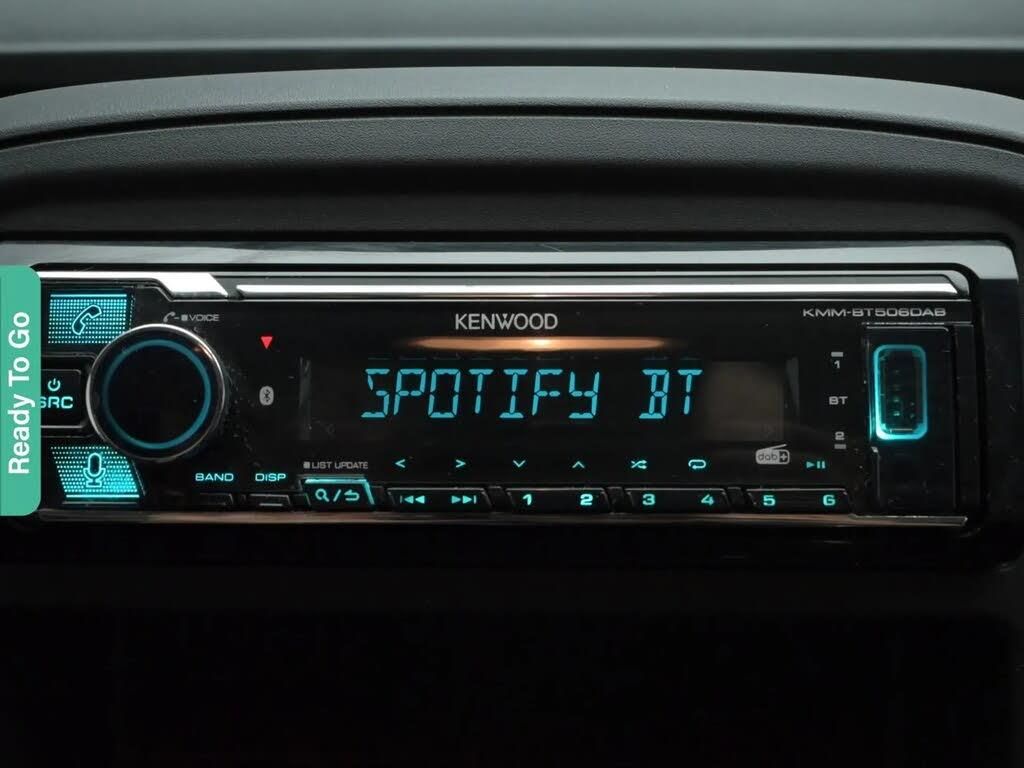 Ready To Go
VOICE
KENWOOD
KMM-BT506DAB
SPOTIFY BT
1
BT
2
SRC
BAND
DISP
LIST UPDATE
dab+
1 2 3 4 5 6